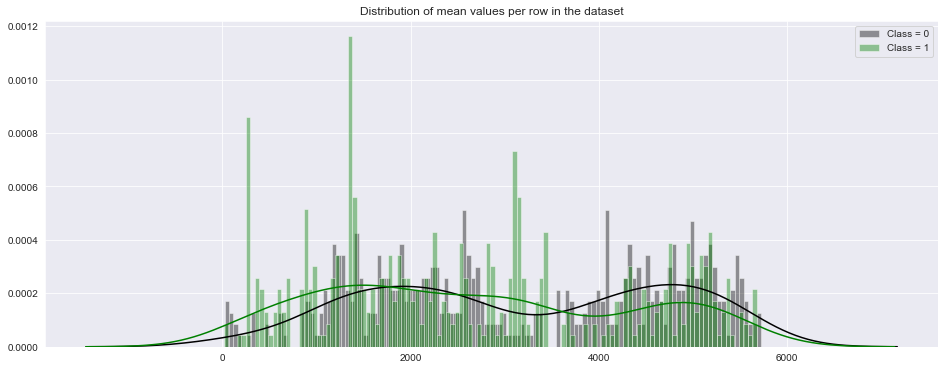 Distribution of mean values per row in the dataset
Class = 0
Class = 1
0.0012
0.0010
0.0008
0.0006
0.0004
0.0002
0.0000
0 2000 4000 6000